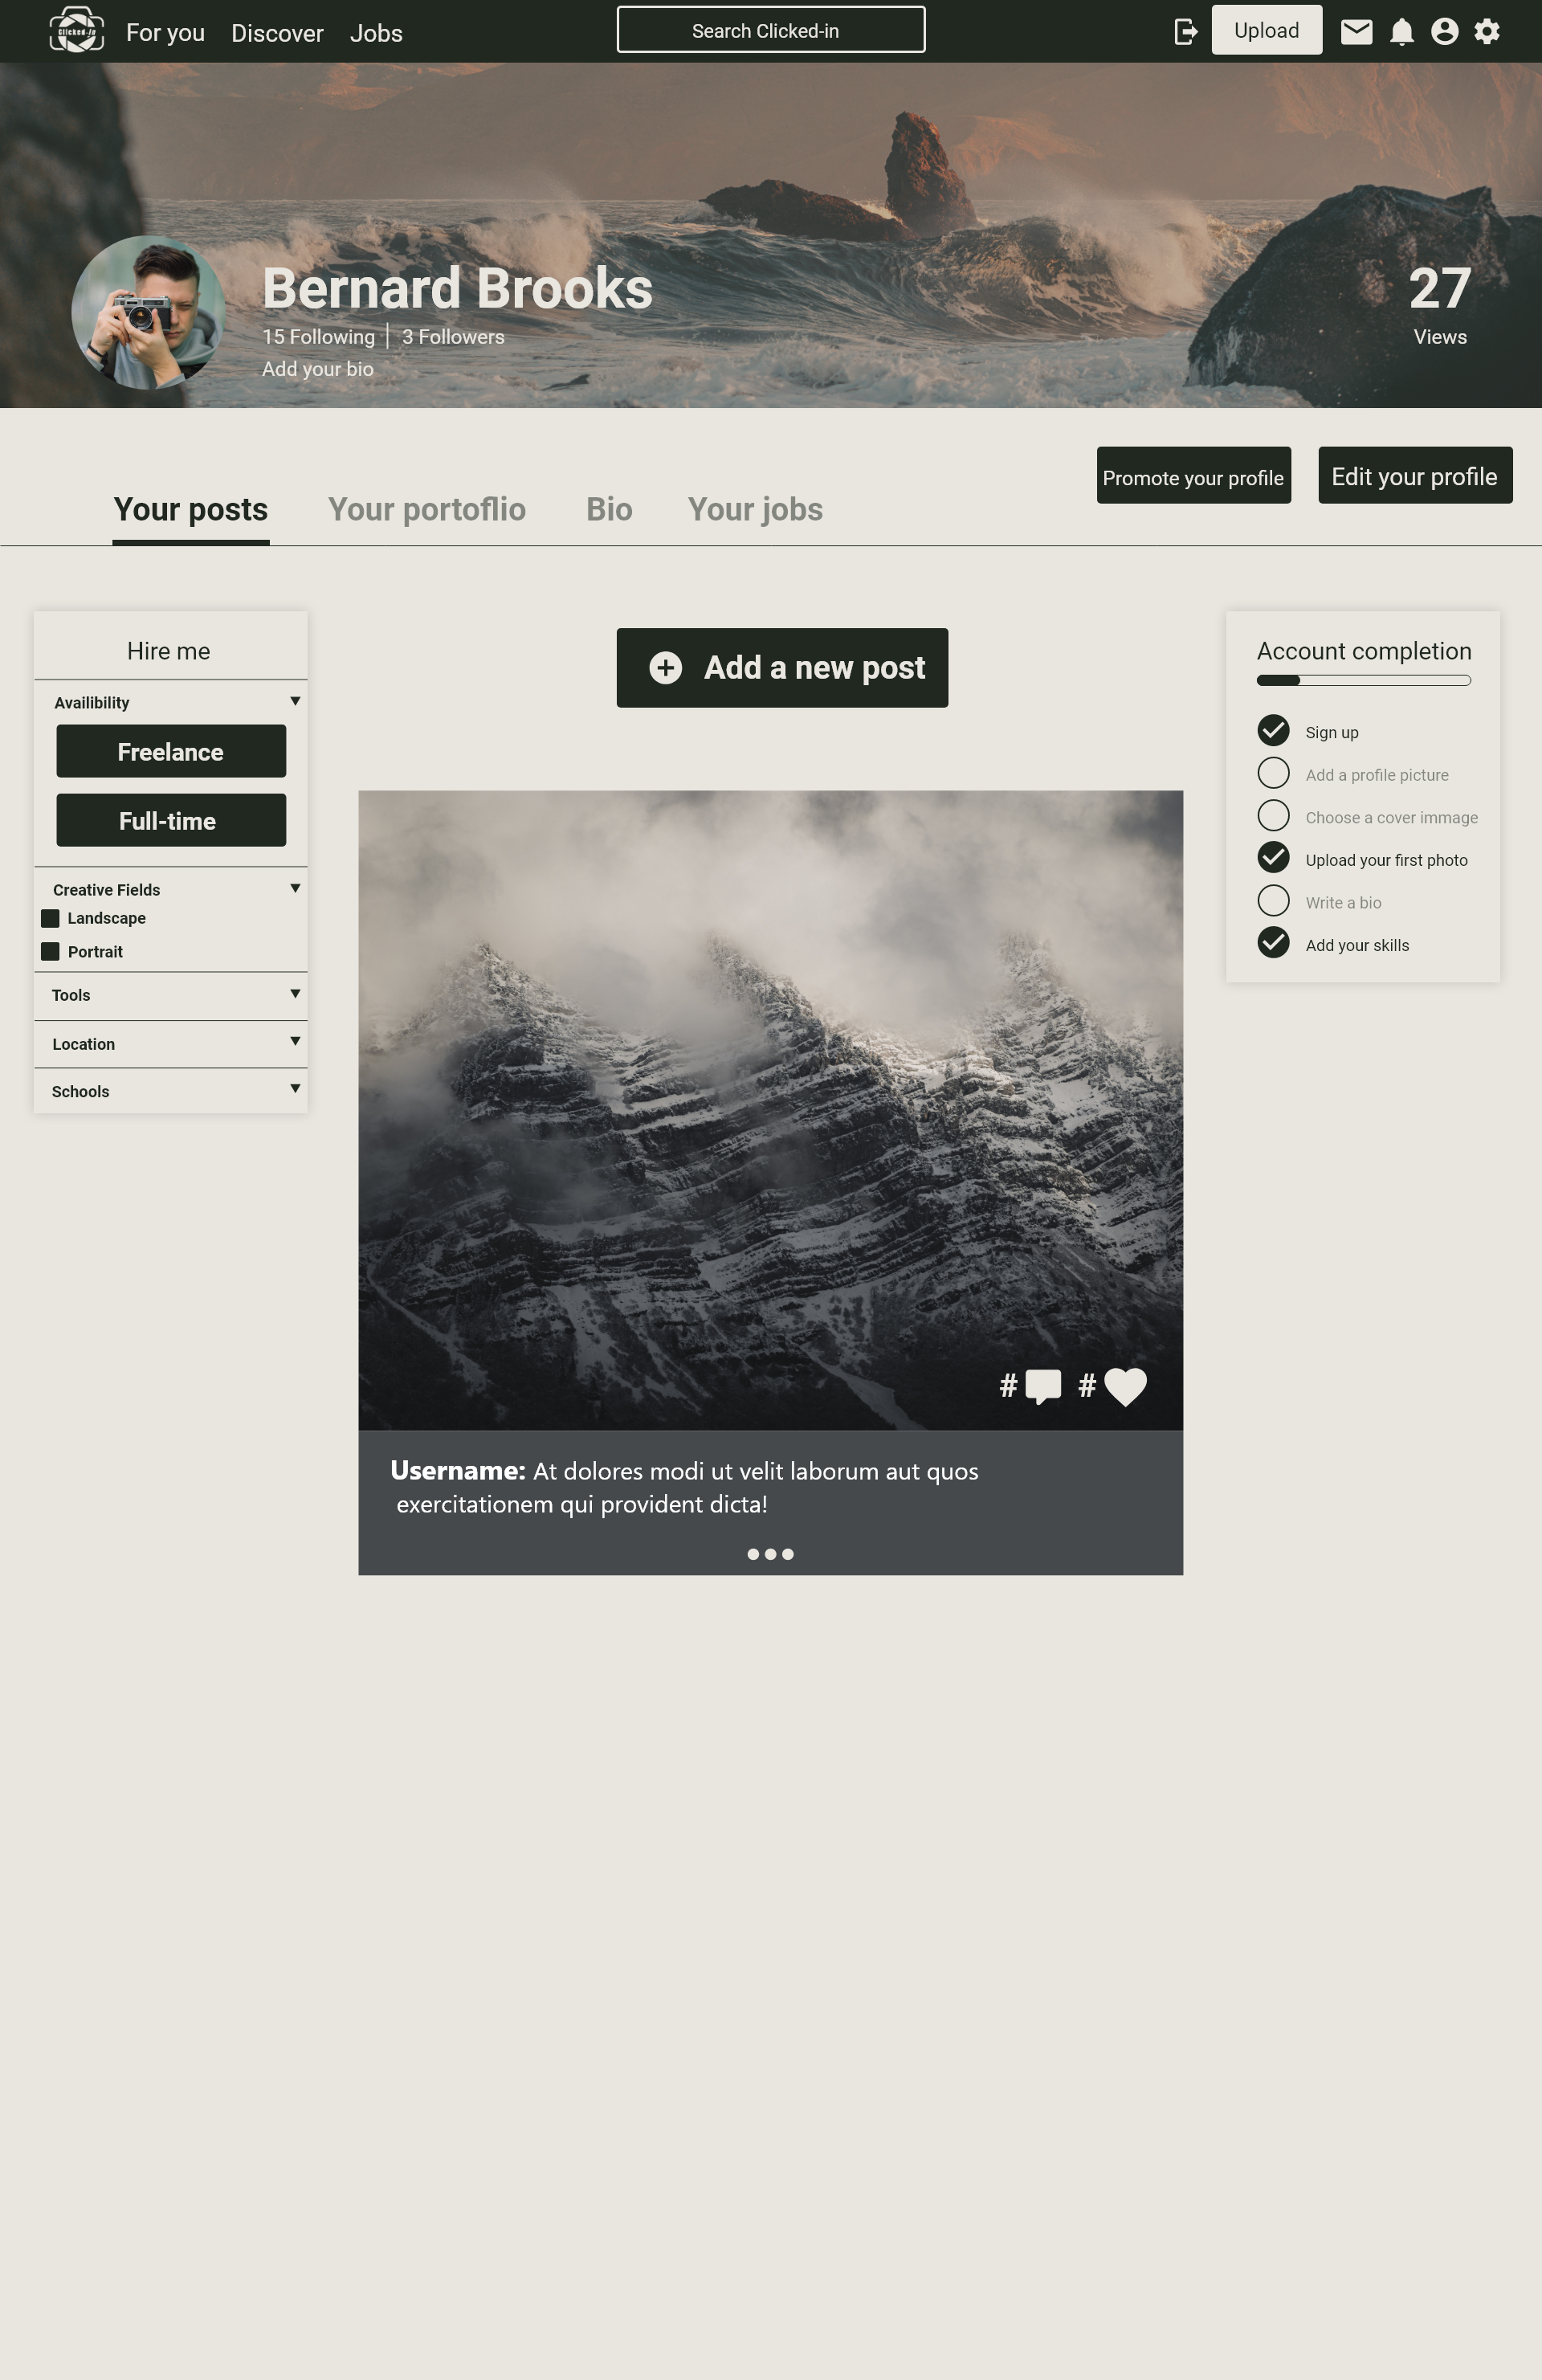 Clicked-in
For you
Discover
Jobs
Search Clicked-in
Upload
Bernard Brooks
15 Following
3 Followers
Add your bio
27
Views
Your posts
Your portoflio
Bio
Your jobs
Promote your profile
Edit your profile
Hire me
Availibility
Freelance
Full-time
Creative Fields
Landscape
Portrait
Tools
Location
Schools
Add a new post
#
#
Username: At dolores modi ut velit laborum aut quos
exercitationem qui provident dicta!
Account completion
Sign up
Add a profile picture
Choose a cover immage
Upload your first photo
Write a bio
Add your skills